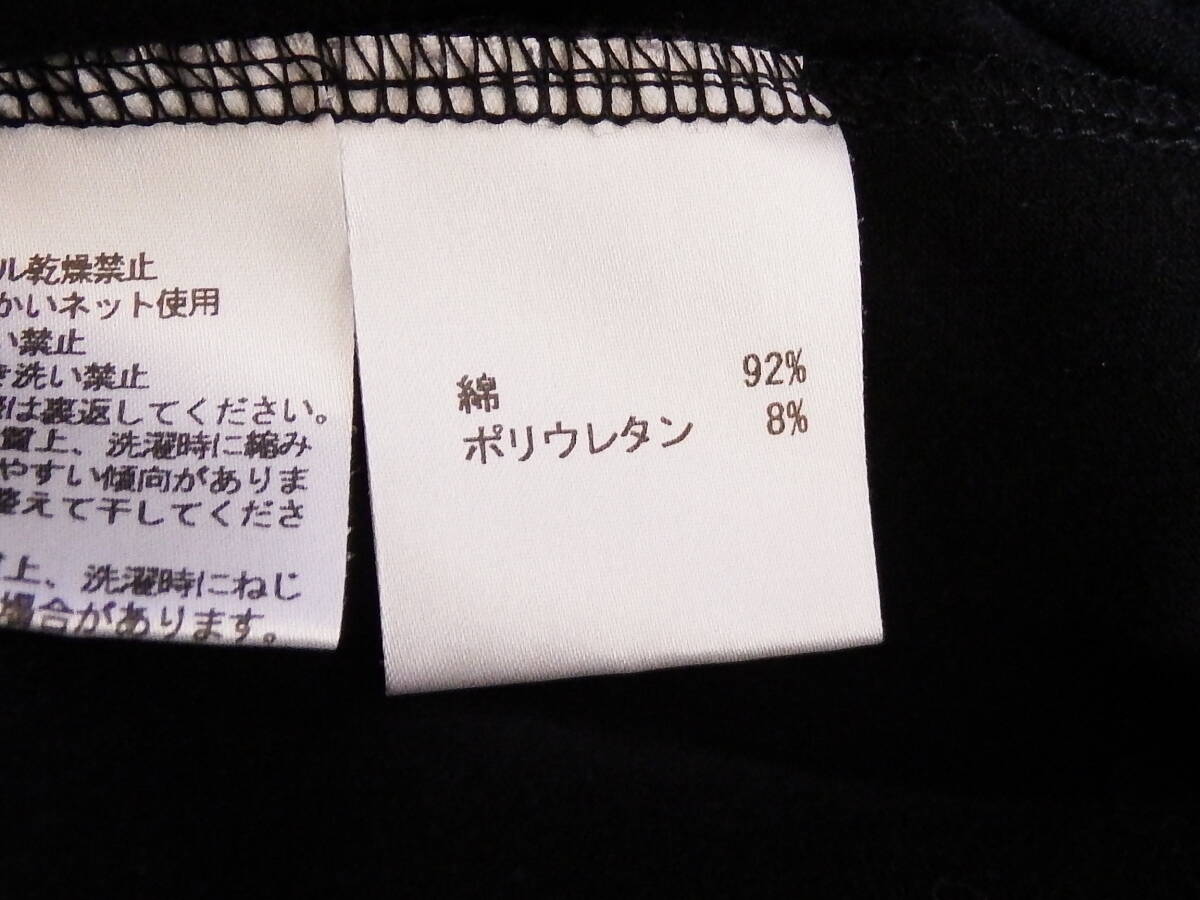 ル乾燥禁止
かいネット使用
い禁止
き洗い禁止
は裏返してください。
質上、洗濯時に縮み
やすい傾向がありま
整えて干してくださ
質上、洗濯時にねじ
場合があります。
綿 92%
ポリウレタン 8%